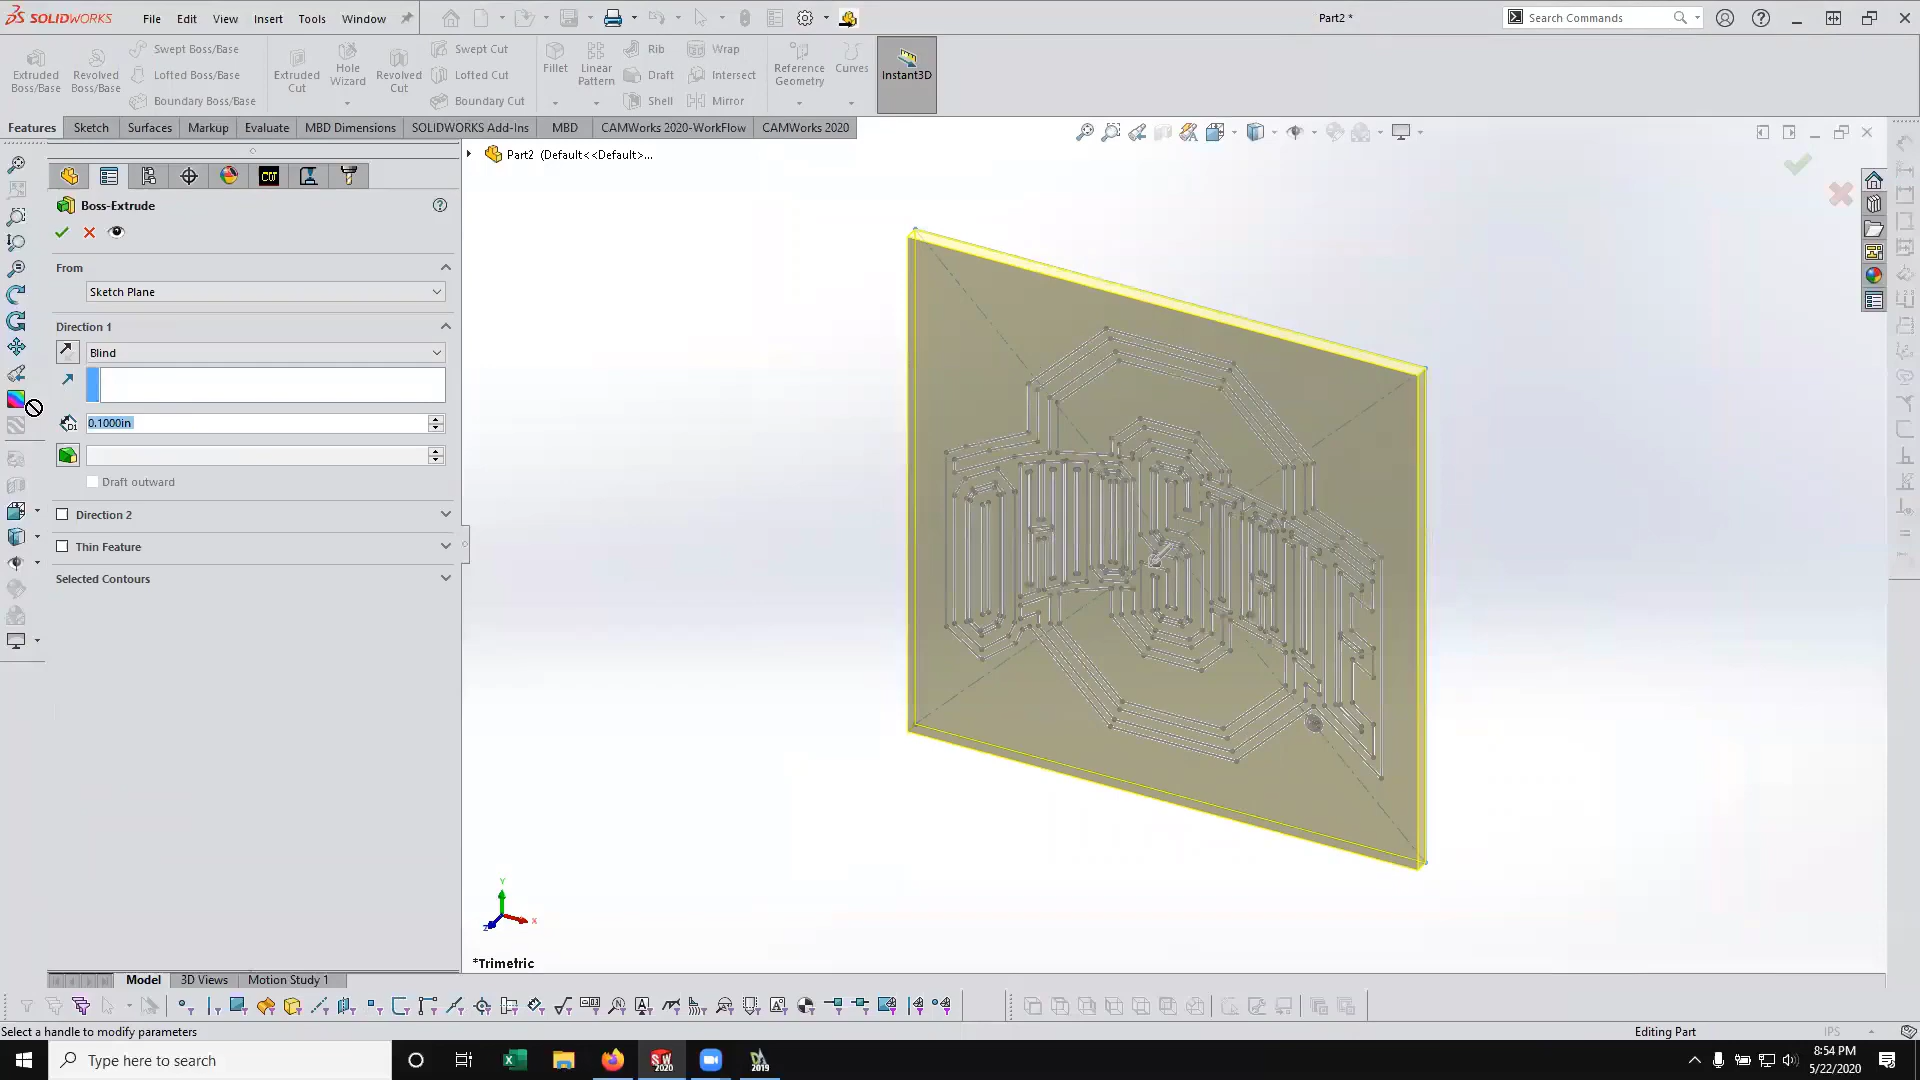 SOLIDWORKS File Edit View Insert Tools Window Part2 * Search Commands
Extruded Boss/Base
Revolved Boss/Base
Swept Boss/Base
Lofted Boss/Base
Boundary Boss/Base
Extruded Cut
Hole Wizard
Revolved Cut
Swept Cut
Lofted Cut
Boundary Cut
Fillet
Linear Pattern
Rib
Draft
Shell
Wrap
Intersect
Mirror
Reference Geometry
Curves
Instant3D
Features Sketch Surfaces Markup Evaluate MBD Dimensions SOLIDWORKS Add-Ins MBD CAMWorks 2020-WorkFlow CAMWorks 2020
Part2 (Default<<Default>...
CW
Boss-Extrude
From
Sketch Plane
Direction 1
Blind
D1
0.1000in
Draft outward
Direction 2
Thin Feature
Selected Contours
Y
X
Z
*Trimetric
Model 3D Views Motion Study 1
Select a handle to modify parameters Editing Part IPS
Type here to search
SW 2020
2019
8:54 PM
5/22/2020